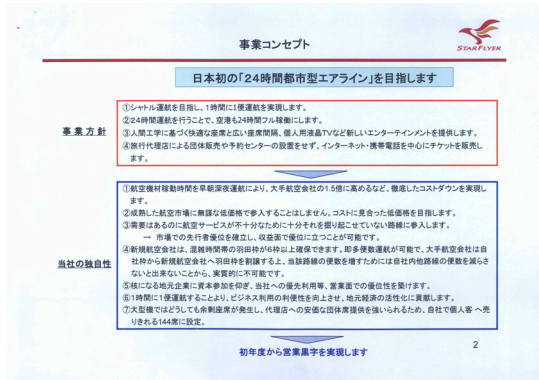 事業コンセプト
STARFLYER
日本初の「24時間都市型エアライン」を目指します
事業方針
①シャトル運航を目指し、1時間に1便運航を実現します。
②24時間運航を行うことで、空港も24時間フル稼働にします。
③人間工学に基づく快適な座席と広い座席間隔、個人用液晶TVなど新しいエンターテインメントを提供します。
④旅行代理店による団体販売や予約センターの設置をせず、インターネット・携帯電話を中心にチケットを販売し
ます。
当社の独自性
①航空機材稼動時間を早朝深夜運航により、大手航空会社の1.5倍に高めるなど、徹底したコストダウンを実現し
ます。
②成熟した航空市場に無謀な低価格で参入することはしません。コストに見合った低価格を目指します。
③需要はあるのに航空サービスが不十分なために十分それを掘り起こせていない路線に参入します。
→ 市場での先行者優位を確立し、収益面で優位に立つことが可能です。
④新規航空会社は、混雑時間帯の羽田枠が6枠以上確保できます。即多便数運航が可能で、大手航空会社は自
社枠から新規航空会社へ羽田枠を割譲する上、当該路線の便数を増すためには自社内他路線の便数を減らさ
ないと出来ないことから、実質的に不可能です。
⑤核になる地元企業に資本参加を仰ぎ、当社への優先利用等、営業面での優位性を築けます。
⑥1時間に1便運航することより、ビジネス利用の利便性を向上させ、地元経済の活性化に貢献します。
⑦大型機ではどうしても余剰座席が発生し、代理店への安価な団体席提供を強いられるため、自社で個人客へ売
りきれる144席に設定。
初年度から営業黒字を実現します
2